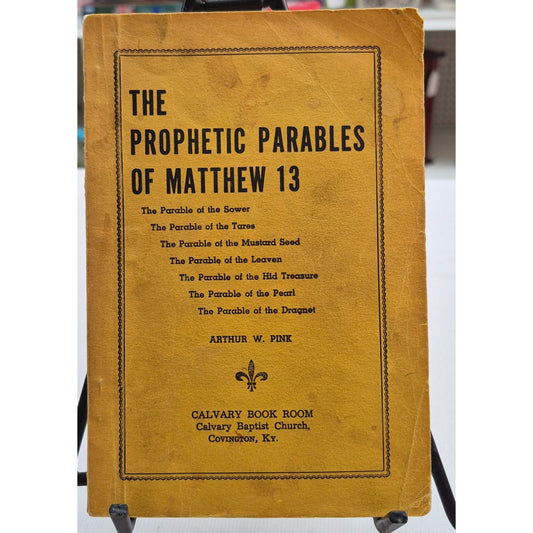 THE
PROPHETIC PARABLES
OF MATTHEW 13
The Parable of the Sower
The Parable of the Tares
The Parable of the Mustard Seed
The Parable of the Leaven
The Parable of the Hid Treasure
The Parable of the Pearl
The Parable of the Dragnet
ARTHUR W. PINK
CALVARY BOOK ROOM
Calvary Baptist Church,
COVINGTON, KY.